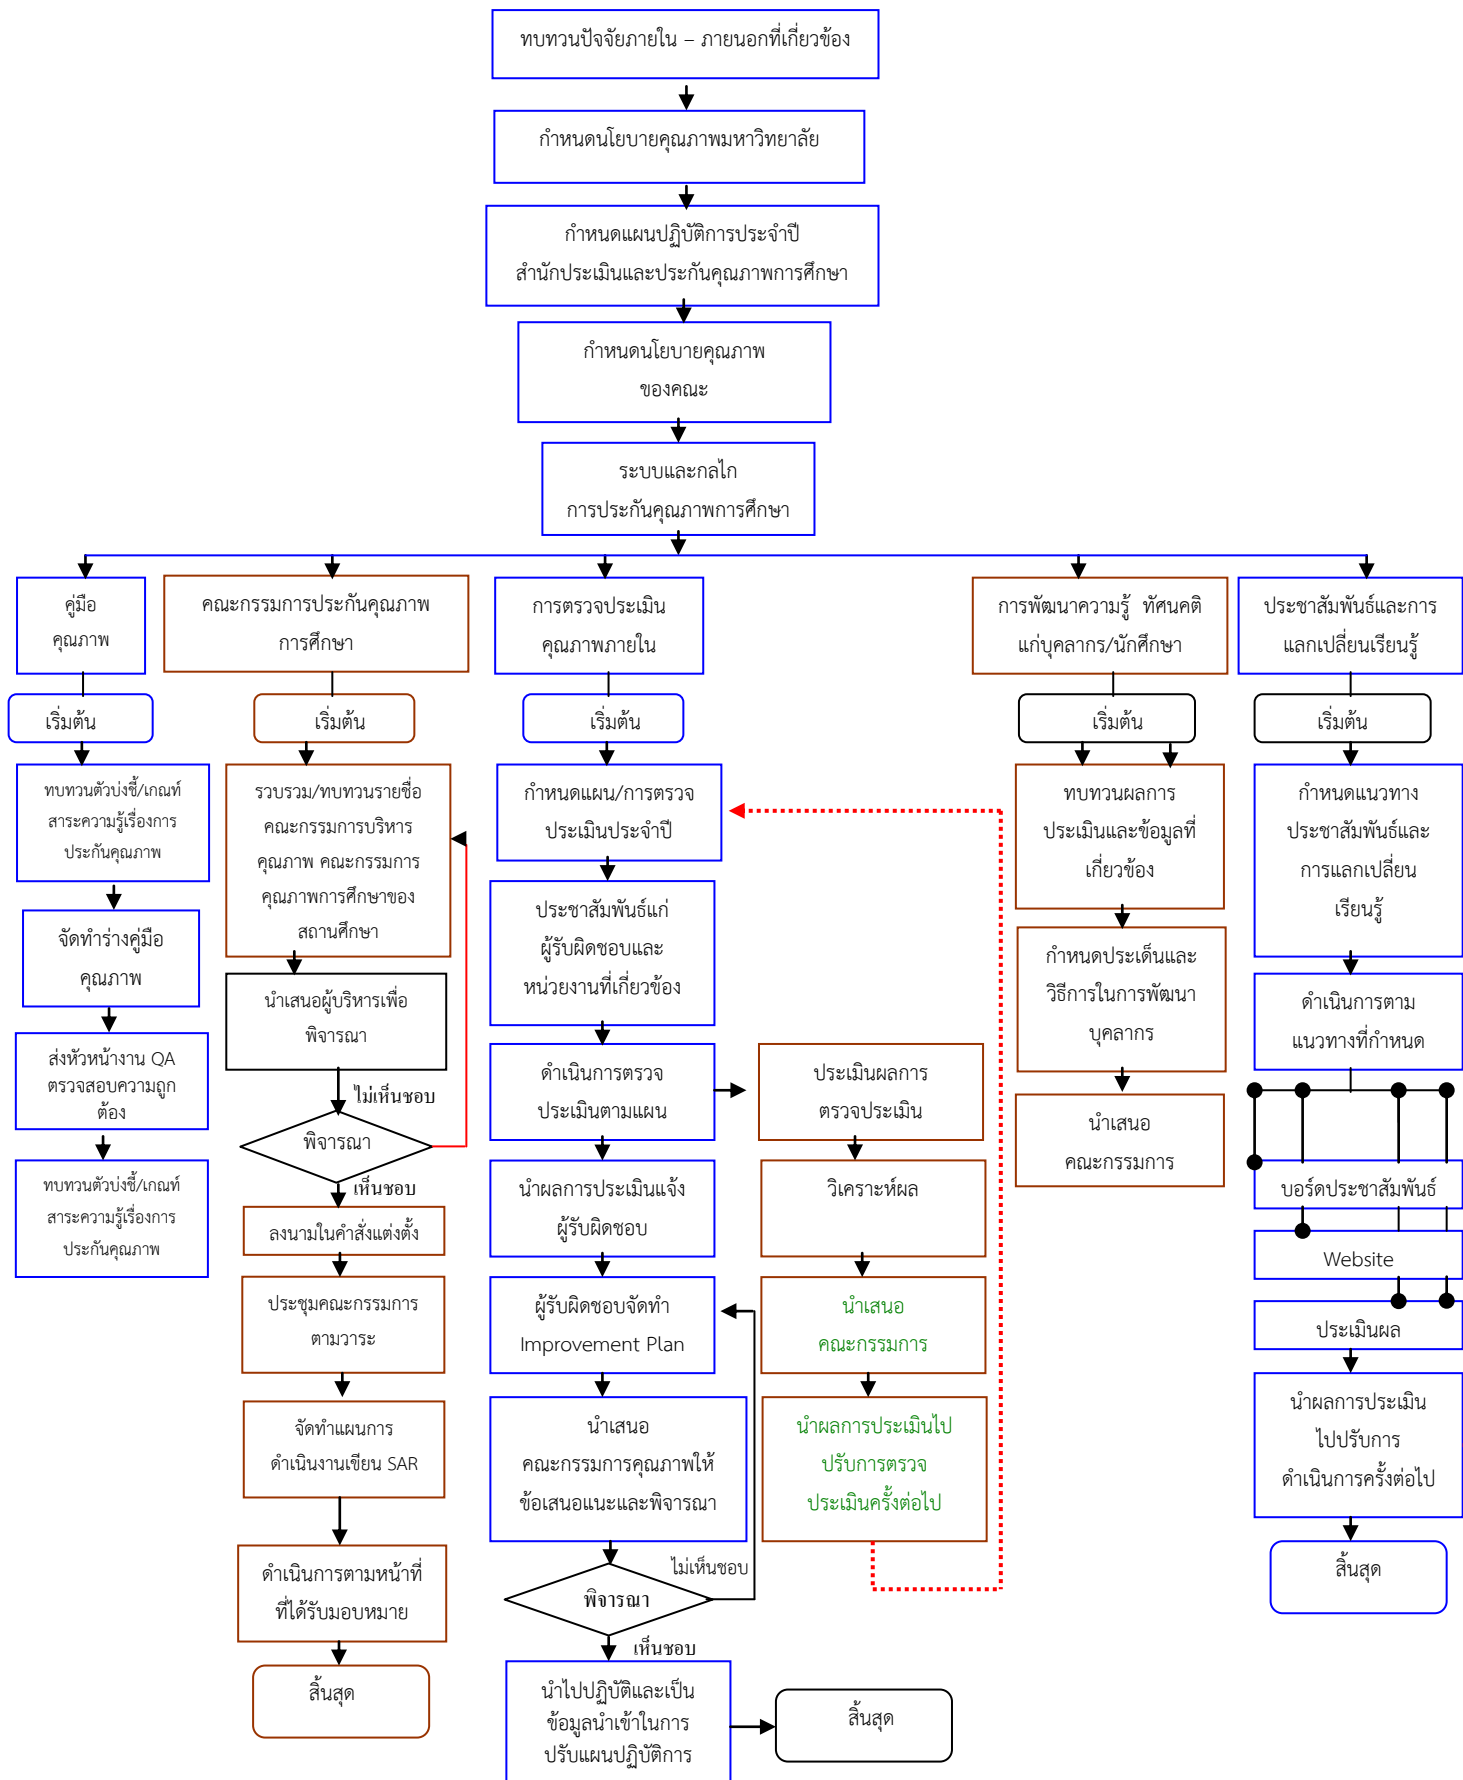 ทบทวนปัจจัยภายใน – ภายนอกที่เกี่ยวข้อง
กำหนดนโยบายคุณภาพมหาวิทยาลัย
กำหนดแผนปฏิบัติการประจำปี
สำนักประเมินและประกันคุณภาพการศึกษา
กำหนดนโยบายคุณภาพ
ของคณะ
ระบบและกลไก
การประกันคุณภาพการศึกษา
คู่มือ
คุณภาพ
เริ่มต้น
ทบทวนตัวบ่งชี้/เกณฑ์
สาระความรู้เรื่องการ
ประกันคุณภาพ
จัดทำร่างคู่มือ
คุณภาพ
ส่งหัวหน้างาน QA
ตรวจสอบความถูก
ต้อง
ทบทวนตัวบ่งชี้/เกณฑ์
สาระความรู้เรื่องการ
ประกันคุณภาพ
คณะกรรมการประกันคุณภาพ
การศึกษา
เริ่มต้น
รวบรวม/ทบทวนรายชื่อ
คณะกรรมการบริหาร
คุณภาพ คณะกรรมการ
คุณภาพการศึกษาของ
สถานศึกษา
นำเสนอผู้บริหารเพื่อ
พิจารณา
ไม่เห็นชอบ
พิจารณา
เห็นชอบ
ลงนามในคำสั่งแต่งตั้ง
ประชุมคณะกรรมการ
ตามวาระ
จัดทำแผนการ
ดำเนินงานเขียน SAR
ดำเนินการตามหน้าที่
ที่ได้รับมอบหมาย
สิ้นสุด
การตรวจประเมิน
คุณภาพภายใน
เริ่มต้น
กำหนดแผน/การตรวจ
ประเมินประจำปี
ประชาสัมพันธ์แก่
ผู้รับผิดชอบและ
หน่วยงานที่เกี่ยวข้อง
ดำเนินการตรวจ
ประเมินตามแผน
นำผลการประเมินแจ้ง
ผู้รับผิดชอบ
ผู้รับผิดชอบจัดทำ
Improvement Plan
นำเสนอ
คณะกรรมการคุณภาพให้
ข้อเสนอแนะและพิจารณา
ไม่เห็นชอบ
พิจารณา
เห็นชอบ
นำไปปฏิบัติและเป็น
ข้อมูลนำเข้าในการ
ปรับแผนปฏิบัติการ
สิ้นสุด
ประเมินผลการ
ตรวจประเมิน
วิเคราะห์ผล
นำเสนอ
คณะกรรมการ
นำผลการประเมินไป
ปรับการตรวจ
ประเมินครั้งต่อไป
การพัฒนาความรู้ ทัศนคติ
แก่บุคลากร/นักศึกษา
เริ่มต้น
ทบทวนผลการ
ประเมินและข้อมูลที่
เกี่ยวข้อง
กำหนดประเด็นและ
วิธีการในการพัฒนา
บุคลากร
นำเสนอ
คณะกรรมการ
ประชาสัมพันธ์และการ
แลกเปลี่ยนเรียนรู้
เริ่มต้น
กำหนดแนวทาง
ประชาสัมพันธ์และ
การแลกเปลี่ยน
เรียนรู้
ดำเนินการตาม
แนวทางที่กำหนด
บอร์ดประชาสัมพันธ์
Website
ประเมินผล
นำผลการประเมิน
ไปปรับการ
ดำเนินการครั้งต่อไป
สิ้นสุด